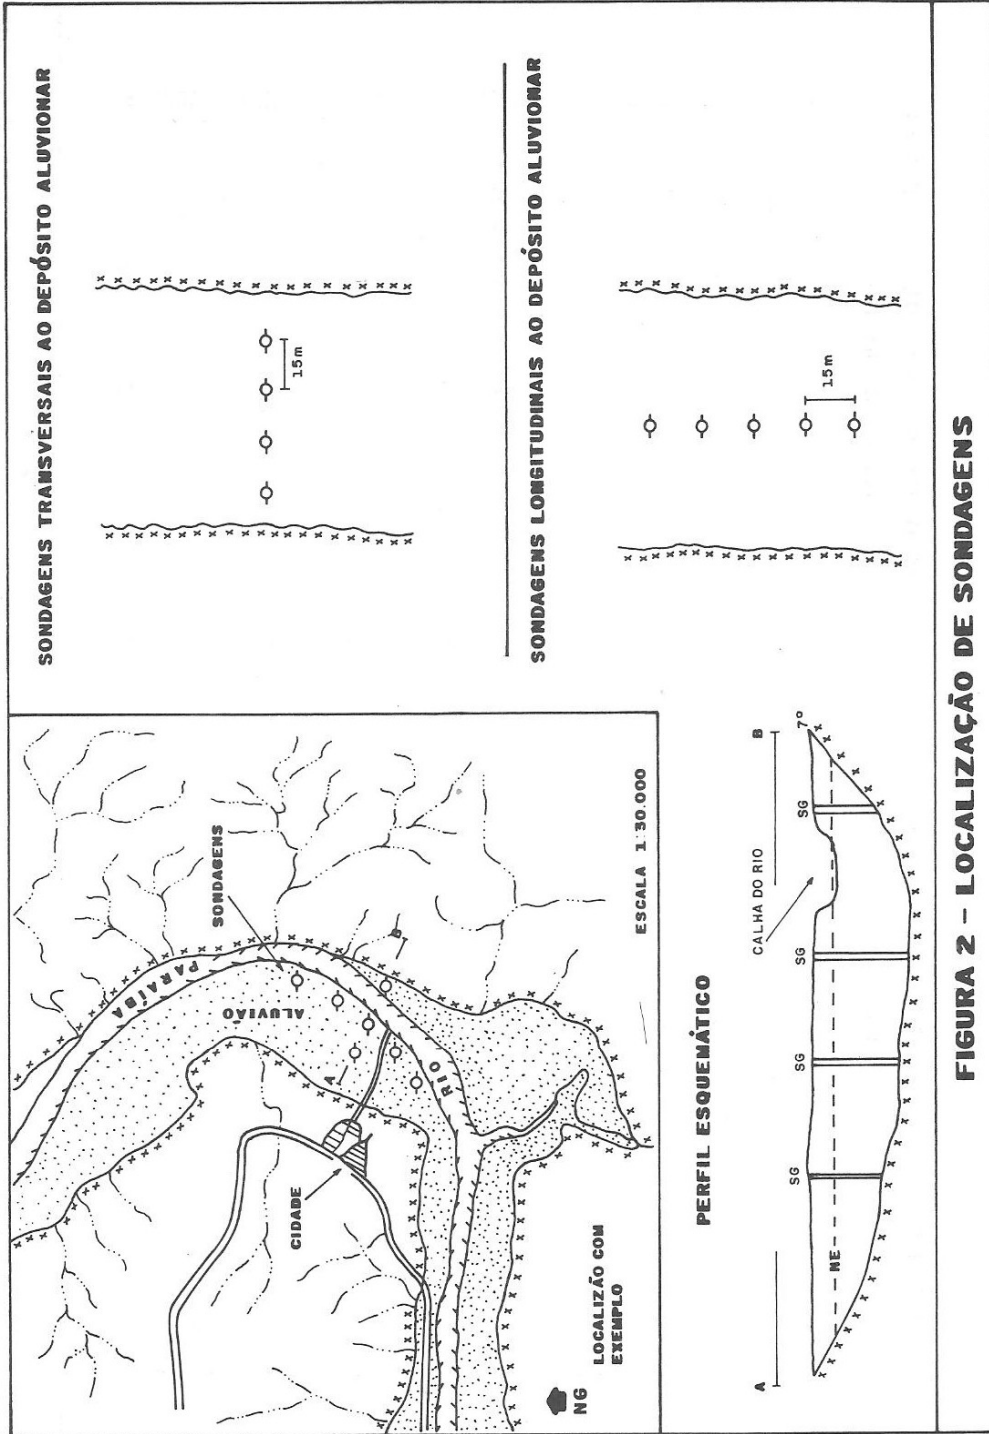 SONDAGENS
PARAÍBA
ALUVIÃO
A
B
RIO
CIDADE
LOCALIZÃO COM
EXEMPLO
ESCALA 1:30.000
NG
SONDAGENS TRANSVERSAIS AO DEPÓSITO ALUVIONAR
15m
SONDAGENS LONGITUDINAIS AO DEPÓSITO ALUVIONAR
15m
PERFIL ESQUEMÁTICO
A
B
CALHA DO RIO
SG
SG
SG
SG
7º
NE
FIGURA 2 - LOCALIZAÇÃO DE SONDAGENS